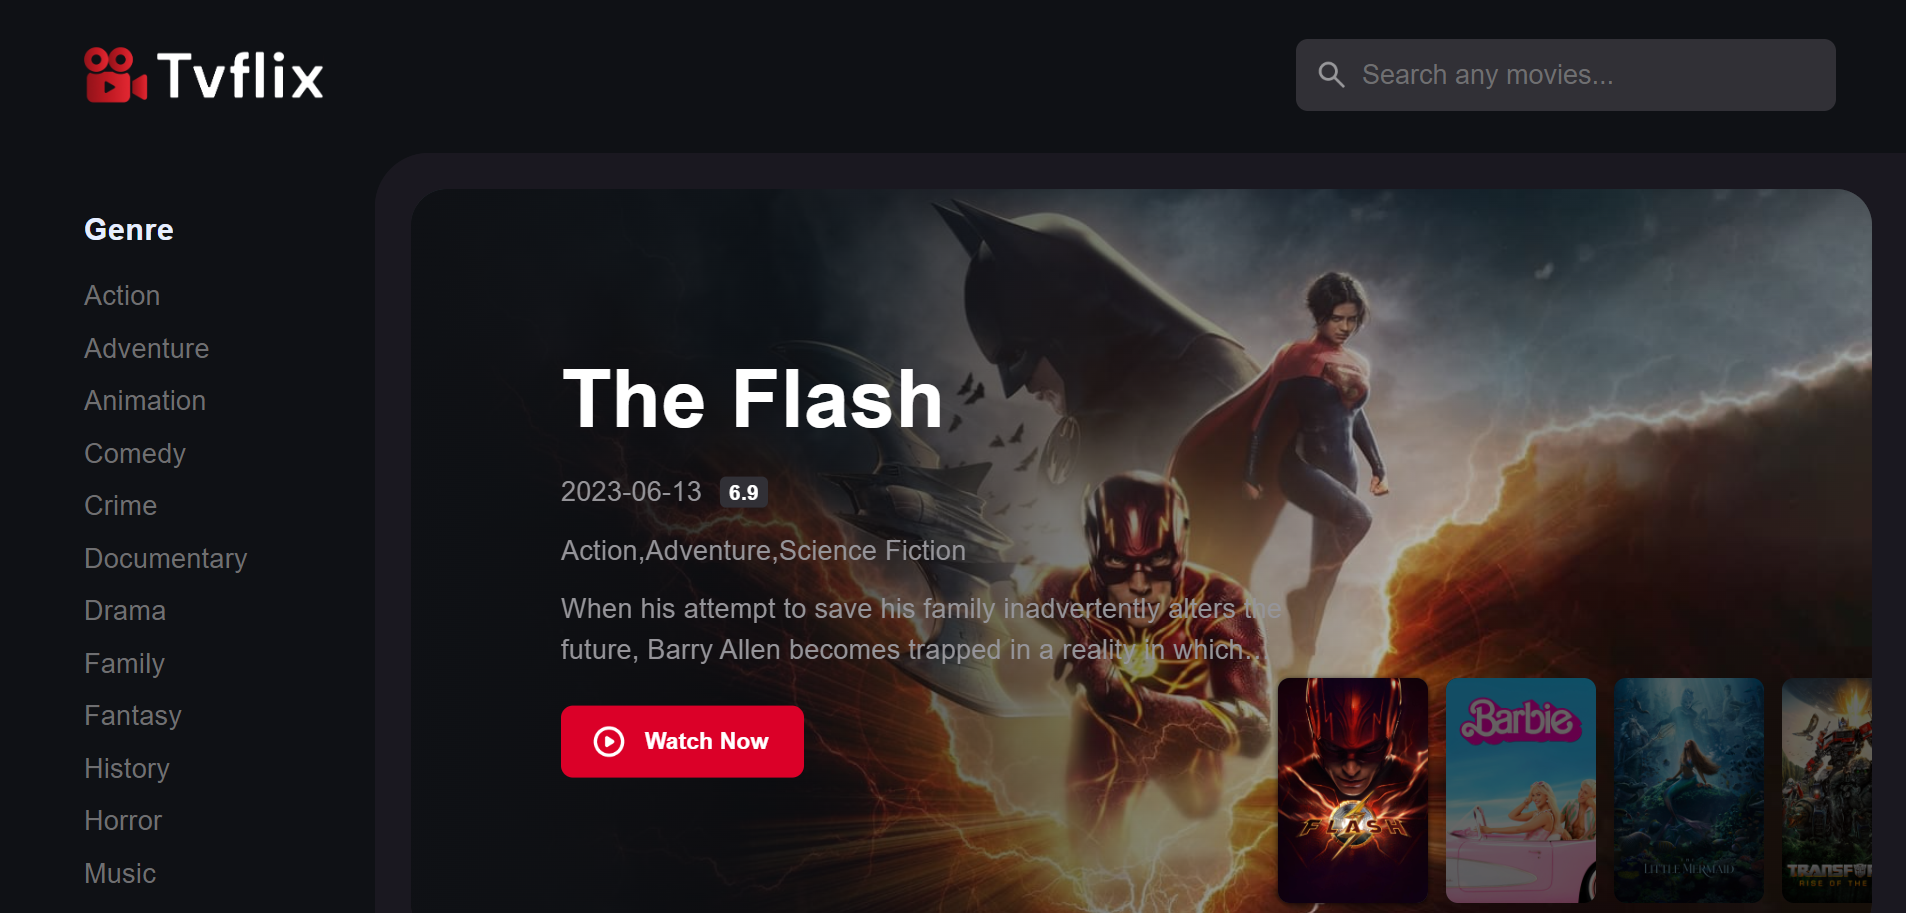 Tvflix
Search any movies...
Genre
Action
Adventure
Animation
Comedy
Crime
Documentary
Drama
Family
Fantasy
History
Horror
Music
The Flash
2023-06-13 6.9
Action,Adventure,Science Fiction
When his attempt to save his family inadvertently alters the
future, Barry Allen becomes trapped in a reality in which…
Watch Now
FLASH
Barbie
THE
LITTLE MERMAID
TRANSF
RISE OF THE